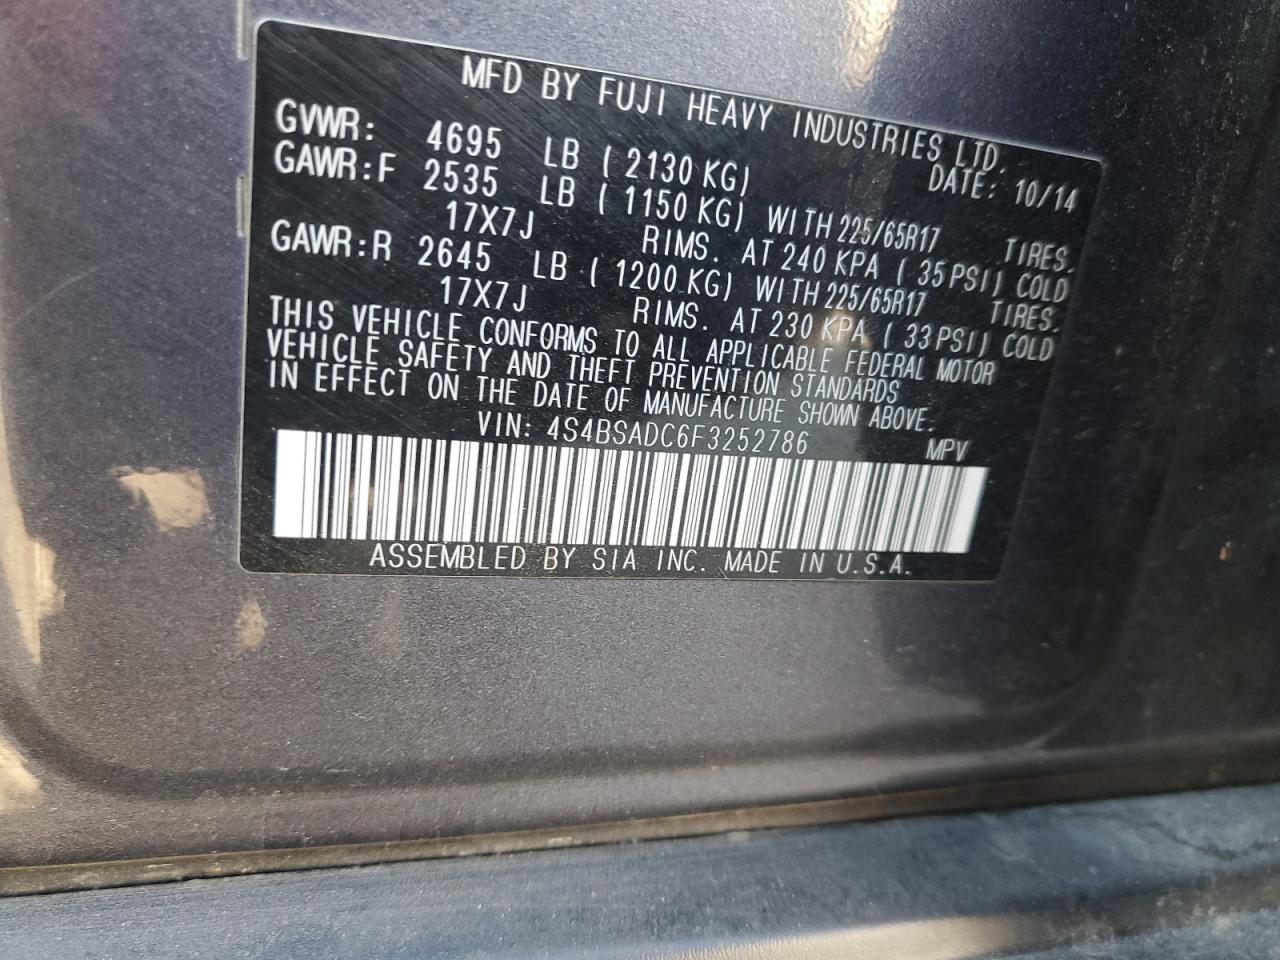 MFD BY FUJI HEAVY INDUSTRIES LTD.
DATE: 10/14
GVWR: 4695 LB (2130 KG)
GAWR:F 2535 LB (1150 KG) WITH 225/65R17 TIRES.
17X7J RIMS. AT 240 KPA (35 PSI) COLD
GAWR:R 2645 LB (1200 KG) WITH 225/65R17 TIRES.
17X7J RIMS. AT 230 KPA (33 PSI) COLD
THIS VEHICLE CONFORMS TO ALL APPLICABLE FEDERAL MOTOR
VEHICLE SAFETY AND THEFT PREVENTION STANDARDS
IN EFFECT ON THE DATE OF MANUFACTURE SHOWN ABOVE.
VIN: 4S4BSADC6F3252786 MPV
ASSEMBLED BY SIA INC. MADE IN U.S.A.